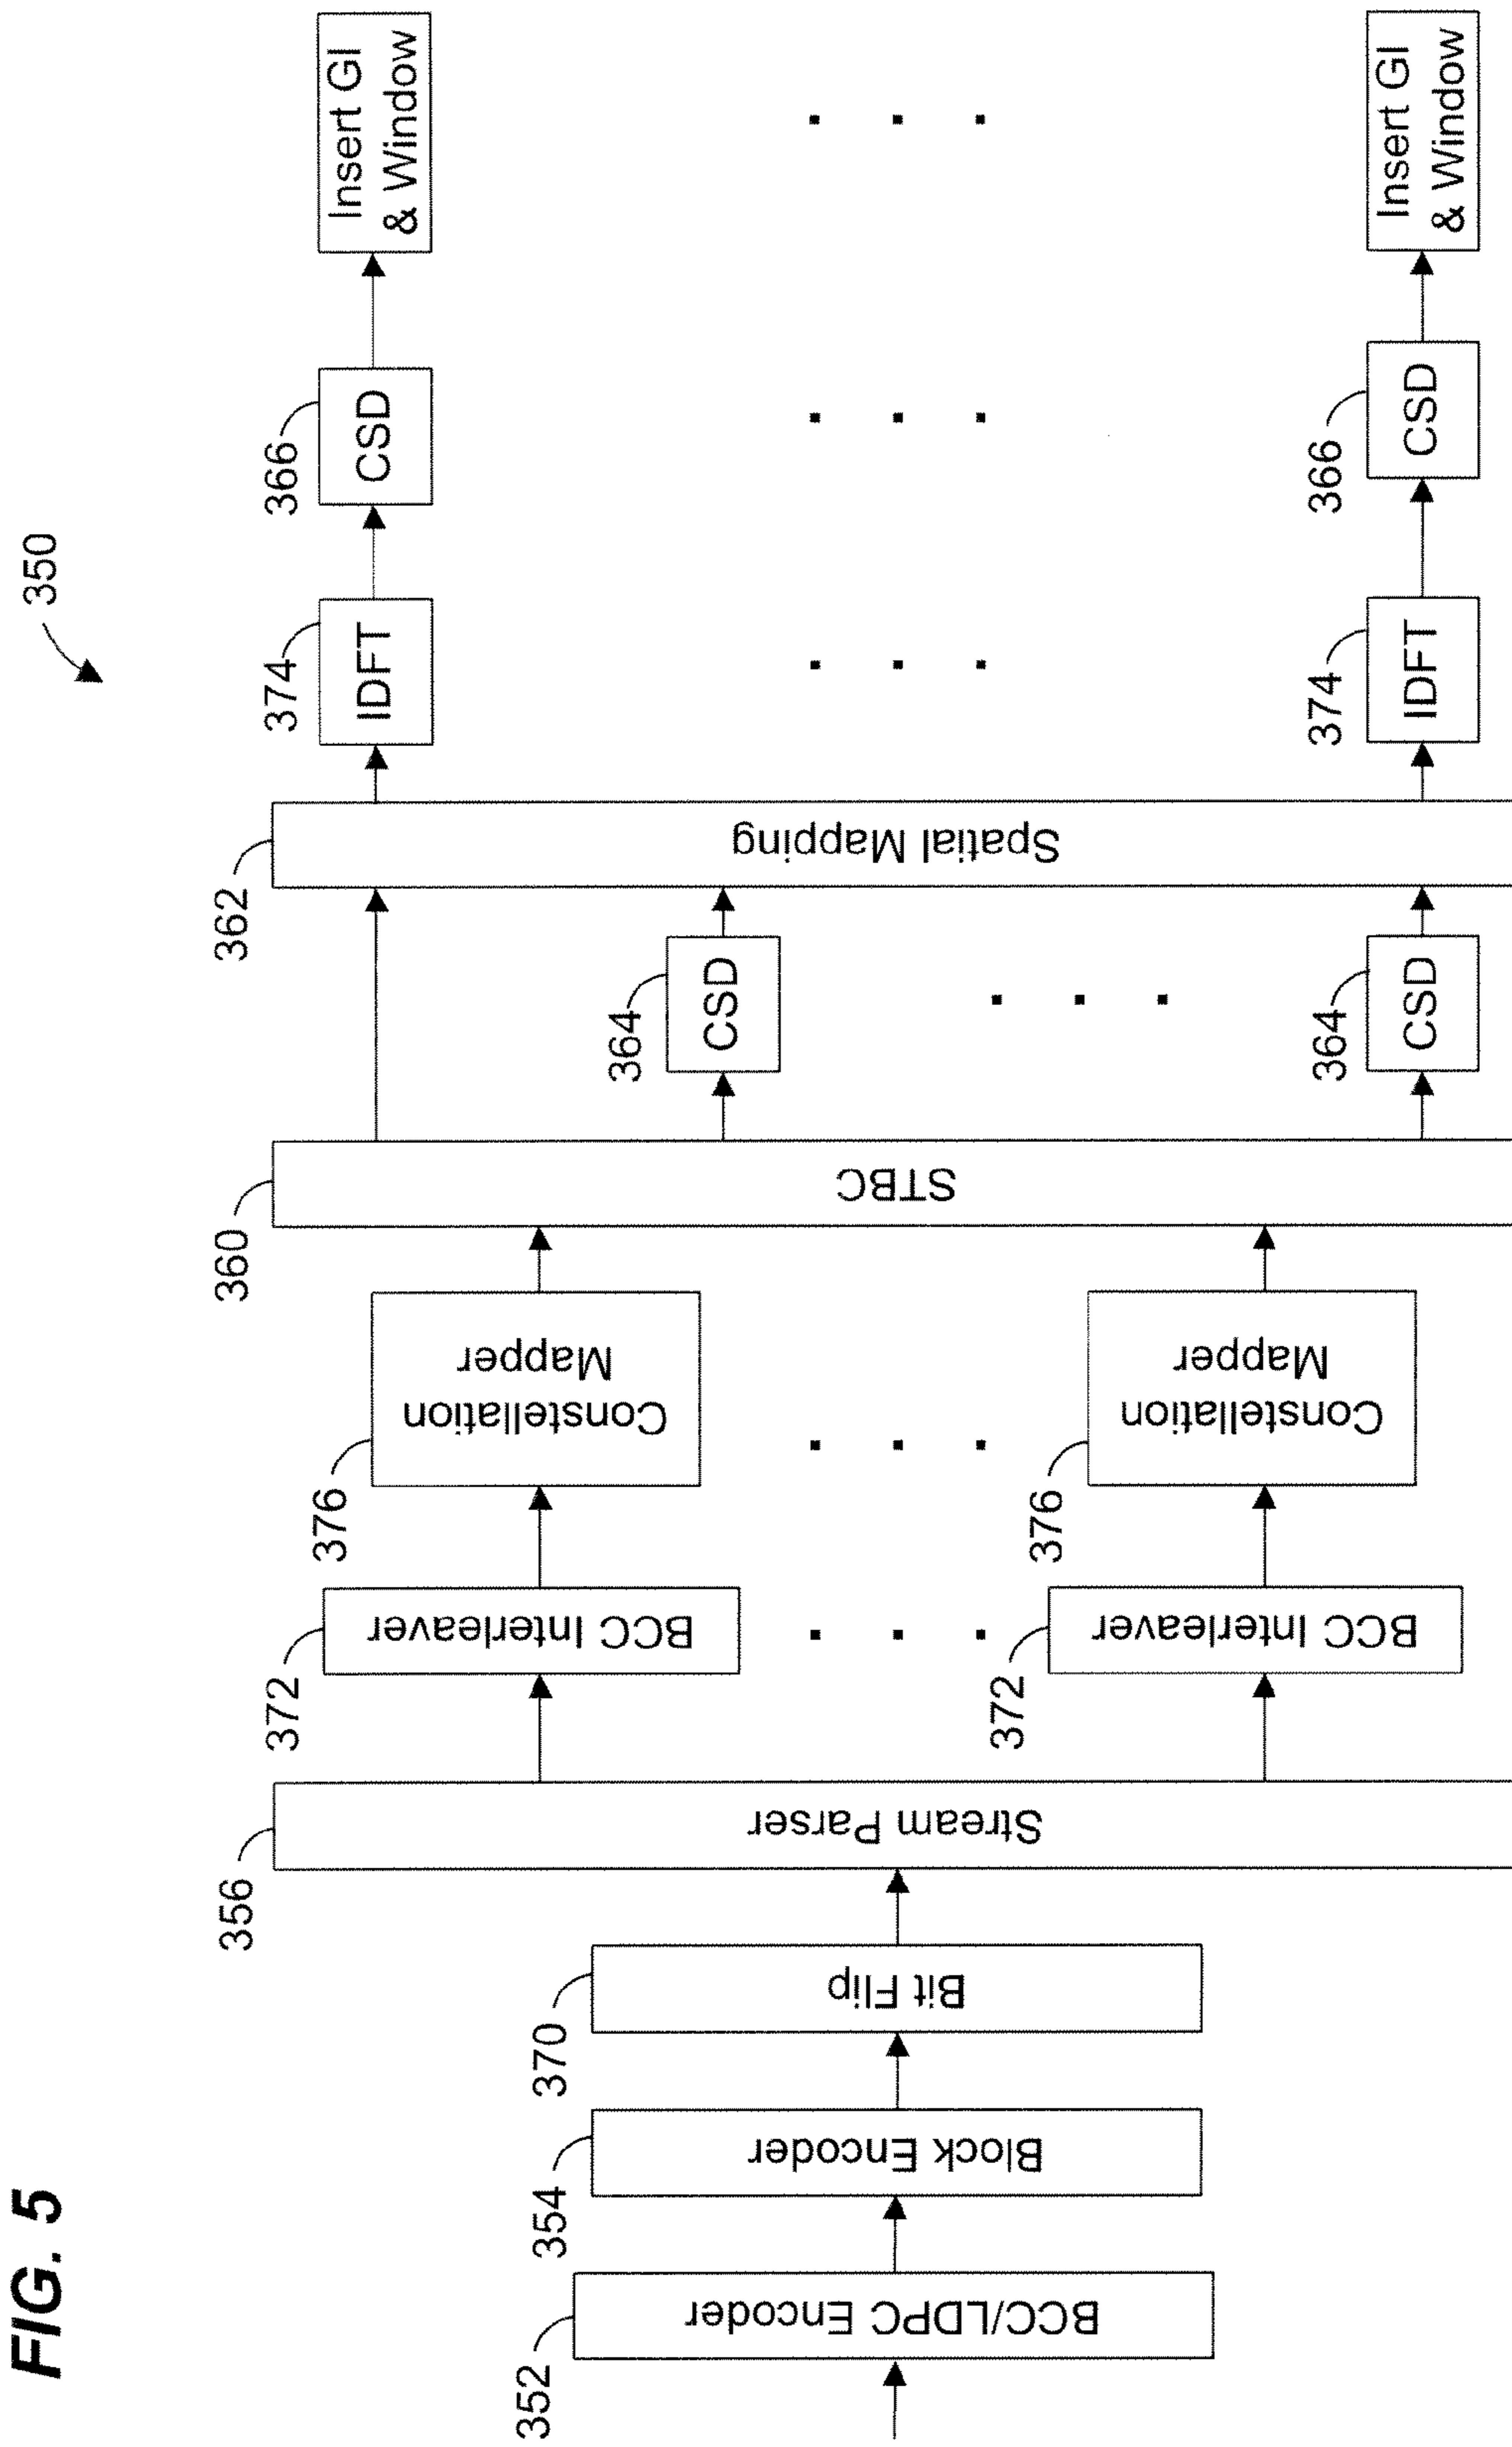 FIG. 5
350
352
BCC/LDPC Encoder
354
Block Encoder
370
Bit Flip
356
Stream Parser
372
BCC Interleaver
372
BCC Interleaver
376
Constellation
Mapper
376
Constellation
Mapper
360
STBC
364
CSD
364
CSD
362
Spatial Mapping
374
IDFT
374
IDFT
366
CSD
366
CSD
Insert GI
& Window
Insert GI
& Window